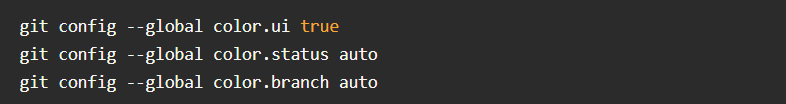 git config --global color.ui true
git config --global color.status auto
git config --global color.branch auto